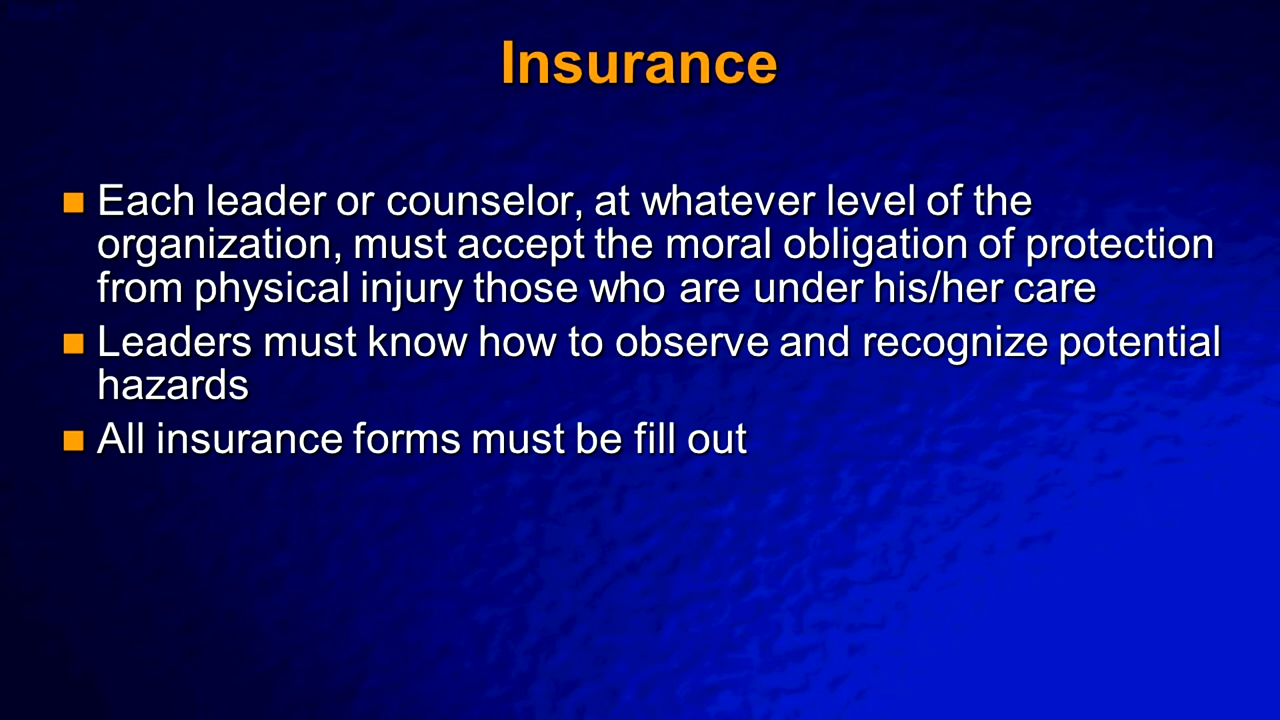 Insurance
Each leader or counselor, at whatever level of the
organization, must accept the moral obligation of protection
from physical injury those who are under his/her care
Leaders must know how to observe and recognize potential
hazards
All insurance forms must be fill out